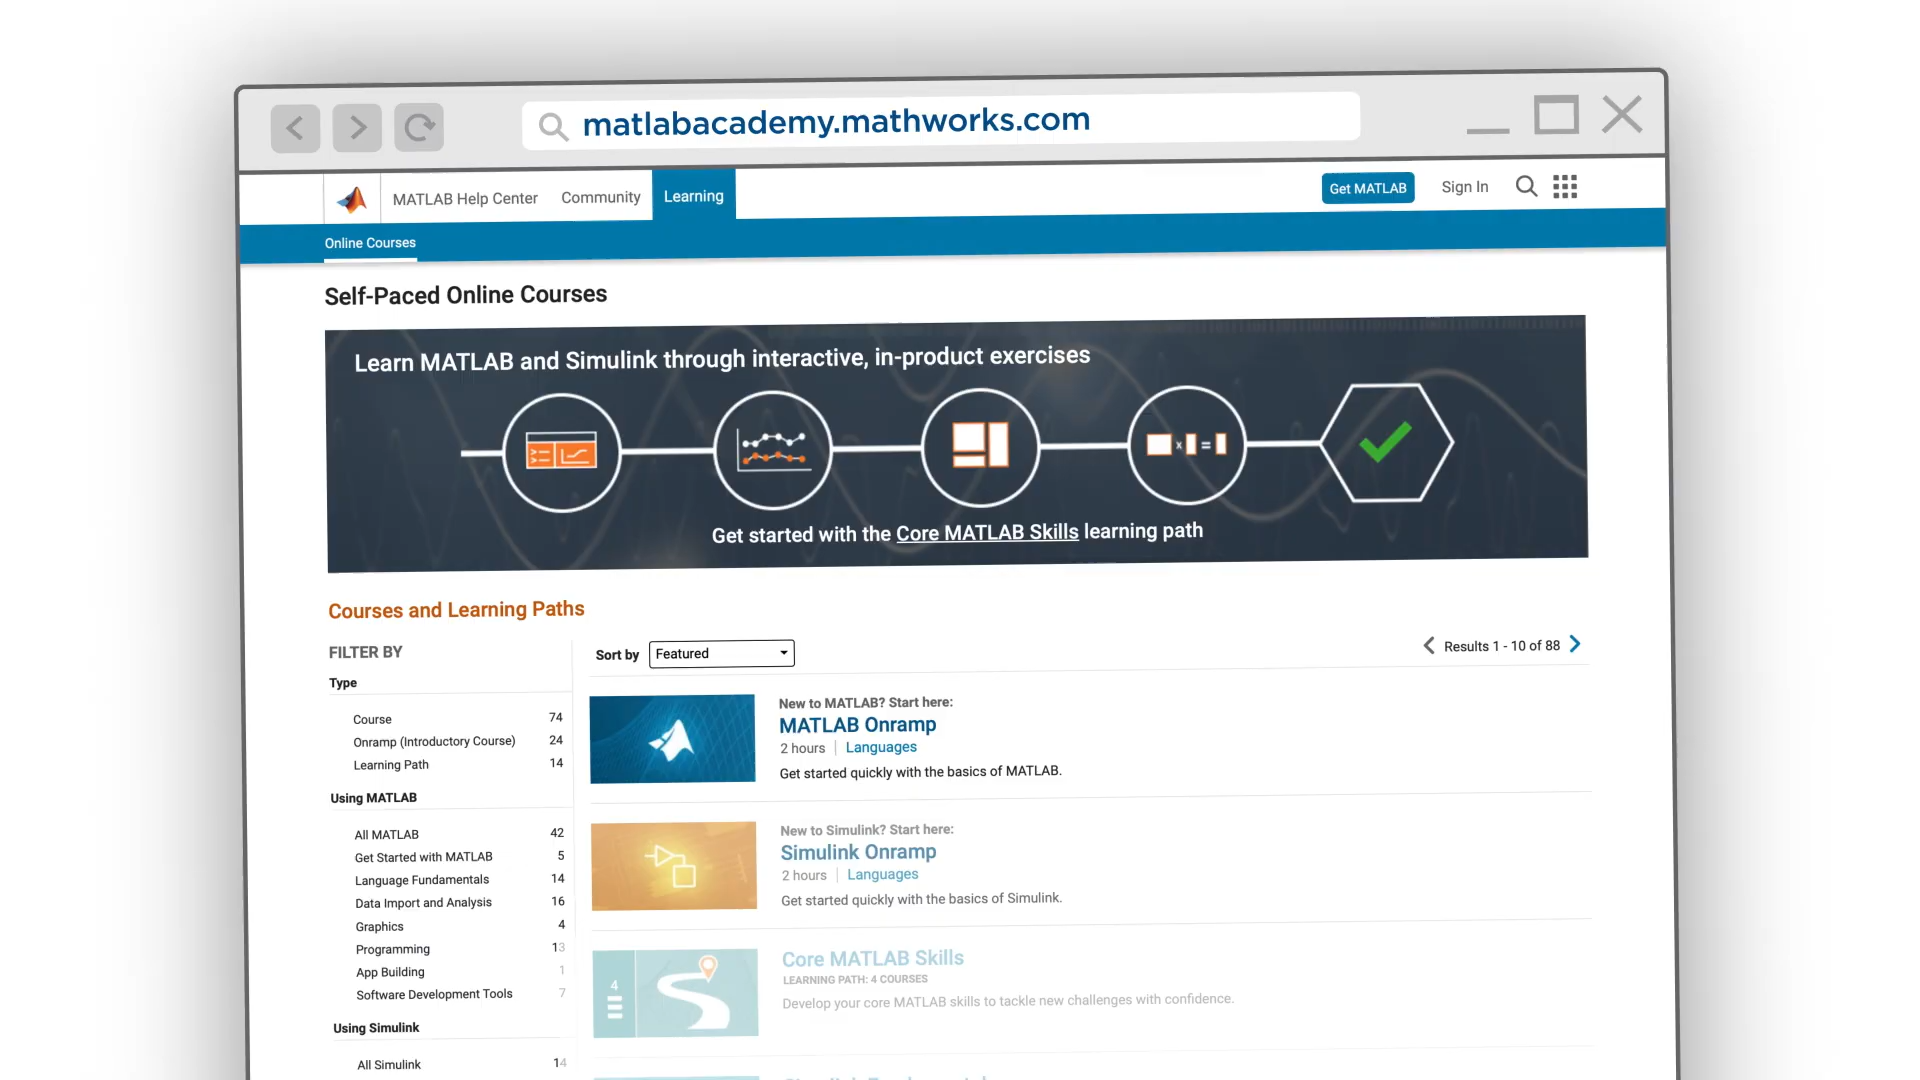 matlabacademy.mathworks.com
MATLAB Help Center Community Learning Get MATLAB Sign In
Online Courses
Self-Paced Online Courses
Learn MATLAB and Simulink through interactive, in-product exercises
x =
Get started with the Core MATLAB Skills learning path
Courses and Learning Paths
FILTER BY
Sort by Featured
Results 1 - 10 of 88
Type
Course 74
Onramp (Introductory Course) 24
Learning Path 14
Using MATLAB
All MATLAB 42
Get Started with MATLAB 5
Language Fundamentals 14
Data Import and Analysis 16
Graphics 4
Programming 13
App Building 1
Software Development Tools 7
Using Simulink
All Simulink 14
New to MATLAB? Start here:
MATLAB Onramp
2 hours | Languages
Get started quickly with the basics of MATLAB.
New to Simulink? Start here:
Simulink Onramp
2 hours | Languages
Get started quickly with the basics of Simulink.
4
Core MATLAB Skills
LEARNING PATH: 4 COURSES
Develop your core MATLAB skills to tackle new challenges with confidence.